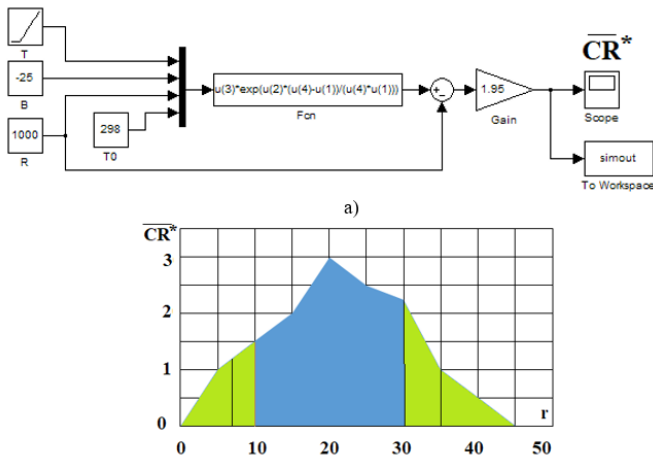 T
-25
B
1000
R
298
T0
u(3)*exp(u(2)*(u(4)-u(1))/(u(4)*u(1)))
Fcn
+
−
1.95
Gain
CR*
Scope
simout
To Workspace
a)
CR*
3
2
1
0
r
0 10 20 30 40 50